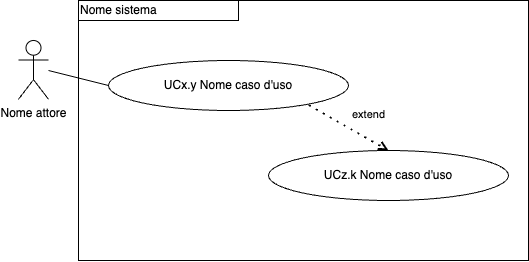 Nome sistema
UCx.y Nome caso d'uso
Nome attore
extend
UCz.k Nome caso d'uso